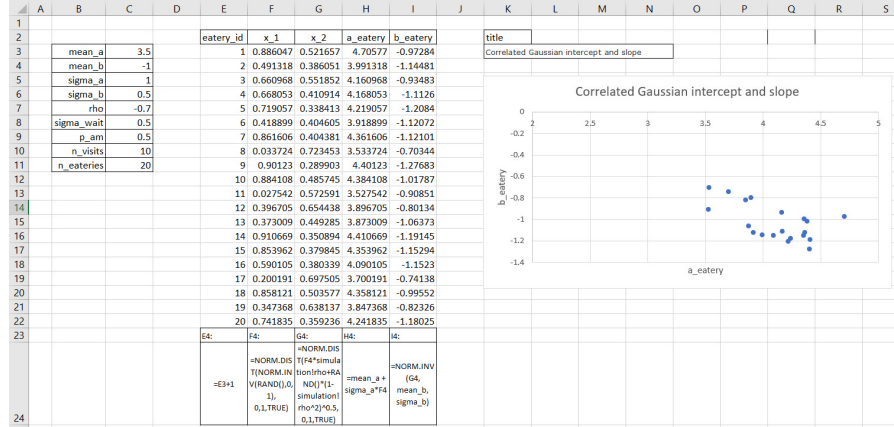 A B C D E F G H I J K L M N O P Q R S
1
2 eatery_id x_1 x_2 a_eatery b_eatery title
3 mean_a 3.5 1 0.886047 0.521657 4.70577 -0.97284 Correlated Gaussian intercept and slope
4 mean_b -1 2 0.491318 0.386051 3.991318 -1.14481
5 sigma_a 1 3 0.660968 0.551852 4.160968 -0.93483
6 sigma_b 0.5 4 0.668053 0.410914 4.168053 -1.1126
7 rho -0.7 5 0.719057 0.338413 4.219057 -1.2084
8 sigma_wait 0.5 6 0.418899 0.404605 3.918899 -1.12072
9 p_am 0.5 7 0.861606 0.404381 4.361606 -1.12101
10 n_visits 10 8 0.033724 0.723453 3.533724 -0.70344
11 n_eateries 20 9 0.90123 0.289903 4.40123 -1.27683
12 10 0.884108 0.485745 4.384108 -1.01787
13 11 0.027542 0.572591 3.527542 -0.90851
14 12 0.396705 0.654438 3.896705 -0.80134
15 13 0.373009 0.449285 3.873009 -1.06373
16 14 0.910669 0.350894 4.410669 -1.19145
17 15 0.853962 0.379845 4.353962 -1.15294
18 16 0.590105 0.380339 4.090105 -1.1523
19 17 0.200191 0.697505 3.700191 -0.74138
20 18 0.858121 0.503577 4.358121 -0.99552
21 19 0.347368 0.638137 3.847368 -0.82326
22 20 0.741835 0.359236 4.241835 -1.18025
23 E4: F4: G4: H4: I4:
24
=E3+1
=NORM.DIS
T(NORM.IN
V(RAND(),0,
1),
0,1,TRUE)
=NORM.DIS
T(F4*simula
tion!rho+RA
ND()*(1-
simulation!
rho^2)^0.5,
0,1,TRUE)
=mean_a +
sigma_a*F4
=NORM.INV
(G4,
mean_b,
sigma_b)
Correlated Gaussian intercept and slope
0
2 2.5 3 3.5 4 4.5 5
-0.2
-0.4
-0.6
-0.8
-1
-1.2
-1.4
b_eatery
a_eatery